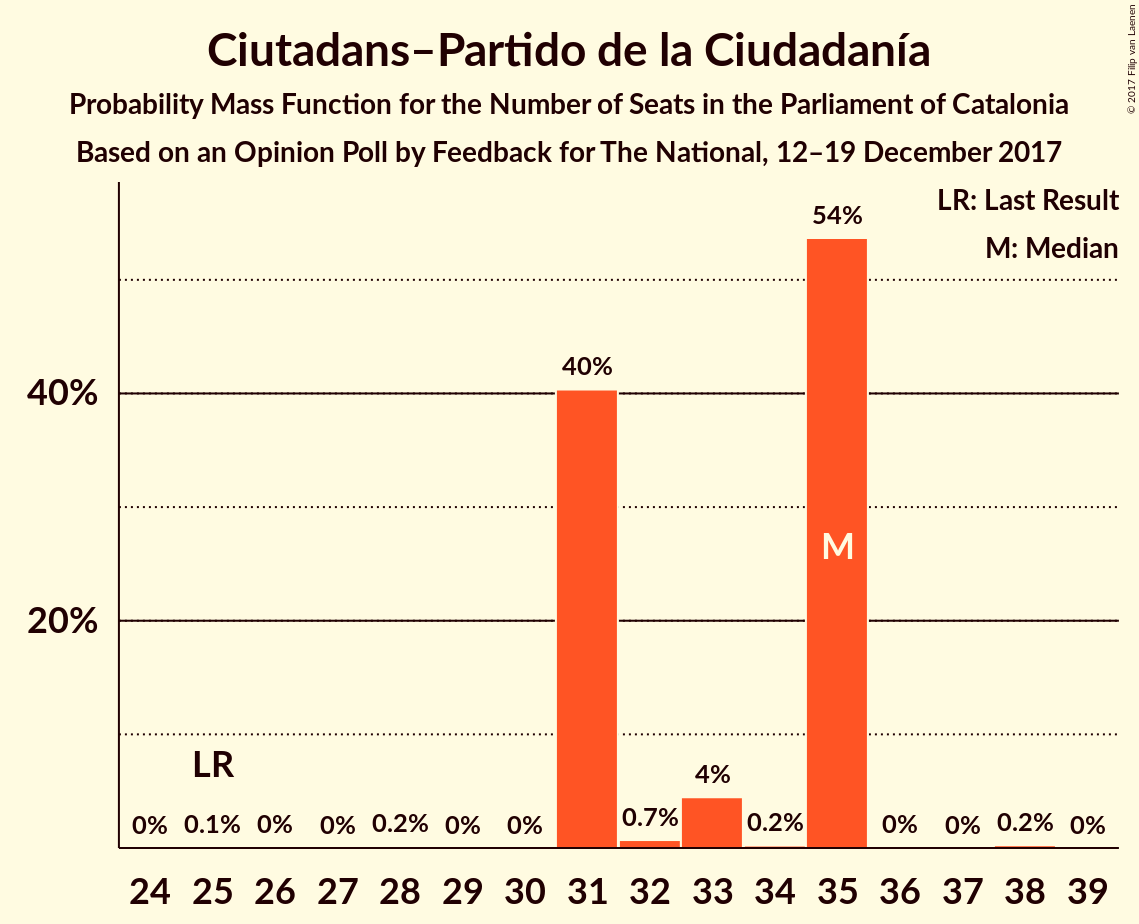 Ciutadans–Partido de la Ciudadanía
Probability Mass Function for the Number of Seats in the Parliament of Catalonia
Based on an Opinion Poll by Feedback for The National, 12–19 December 2017
© 2017 Filip van Laenen
LR: Last Result
M: Median
54%
40%
40%
M
20%
LR
4%
0% 0.1% 0% 0% 0.2% 0% 0% 0.7% 0.2% 0% 0% 0.2% 0%
24 25 26 27 28 29 30 31 32 33 34 35 36 37 38 39